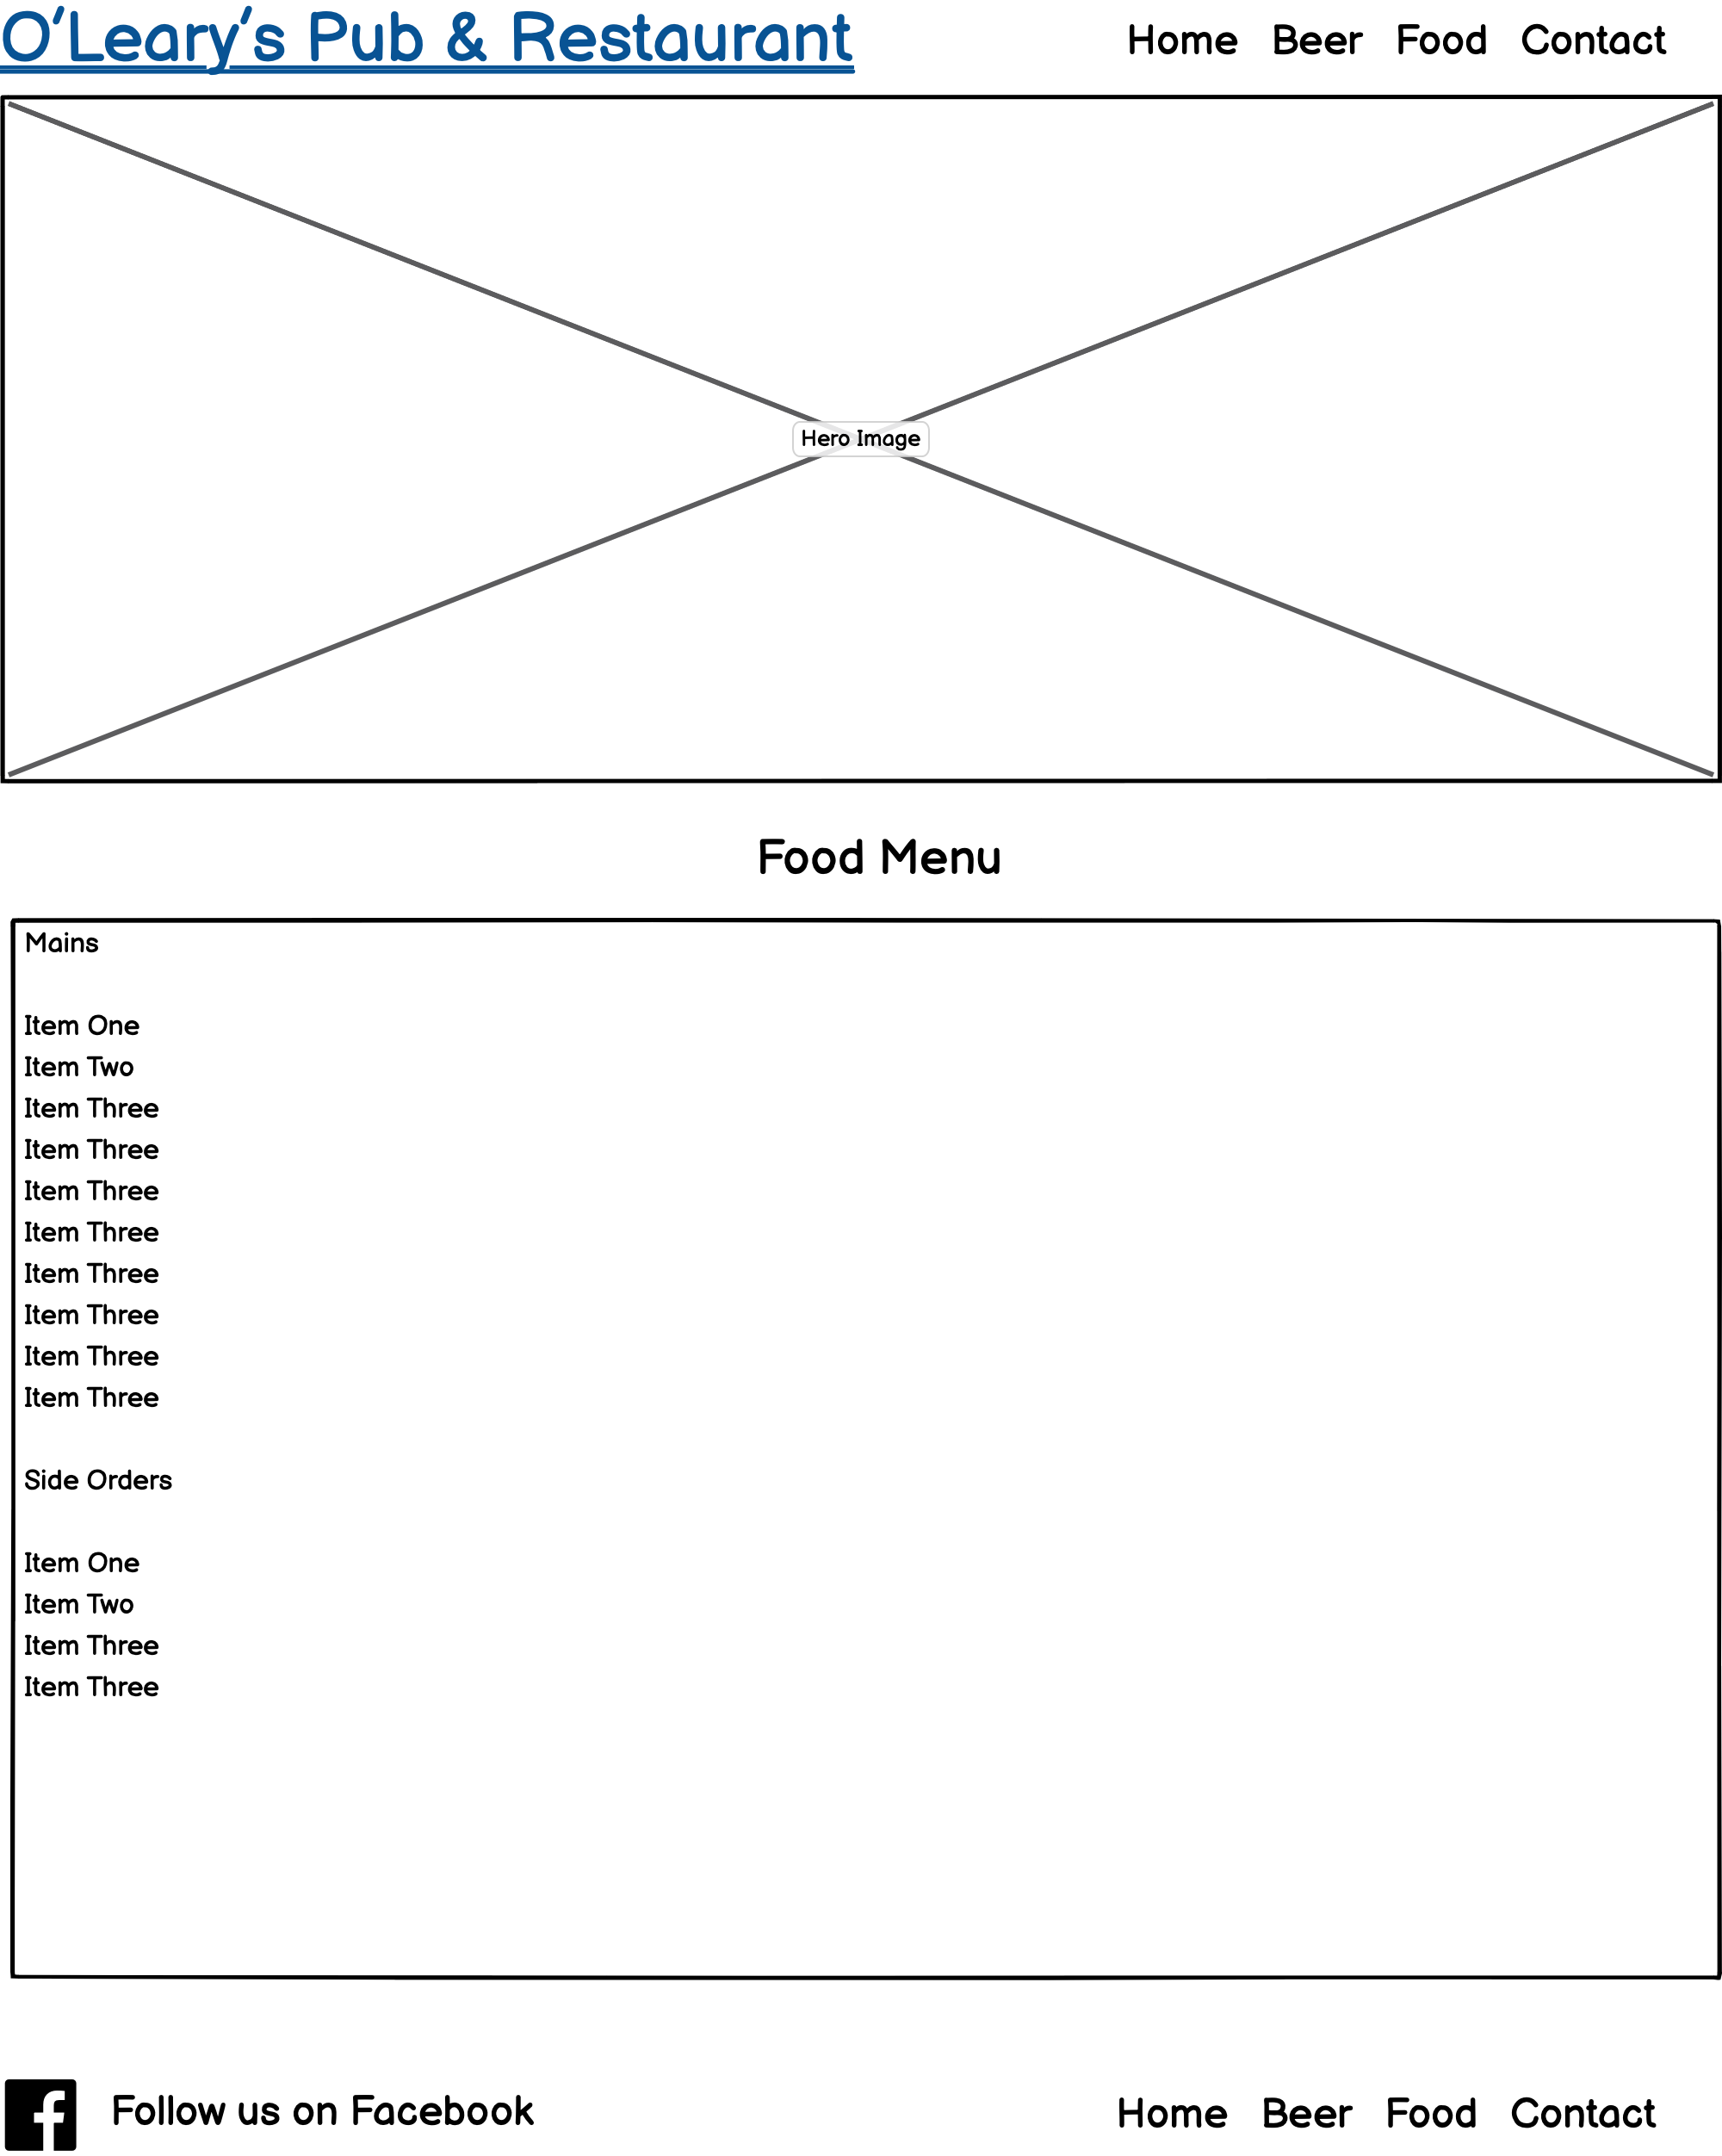 O'Leary's Pub & Restaurant
Home Beer Food Contact
Hero Image
Food Menu
Mains
Item One
Item Two
Item Three
Item Three
Item Three
Item Three
Item Three
Item Three
Item Three
Item Three
Side Orders
Item One
Item Two
Item Three
Item Three
Follow us on Facebook
Home Beer Food Contact